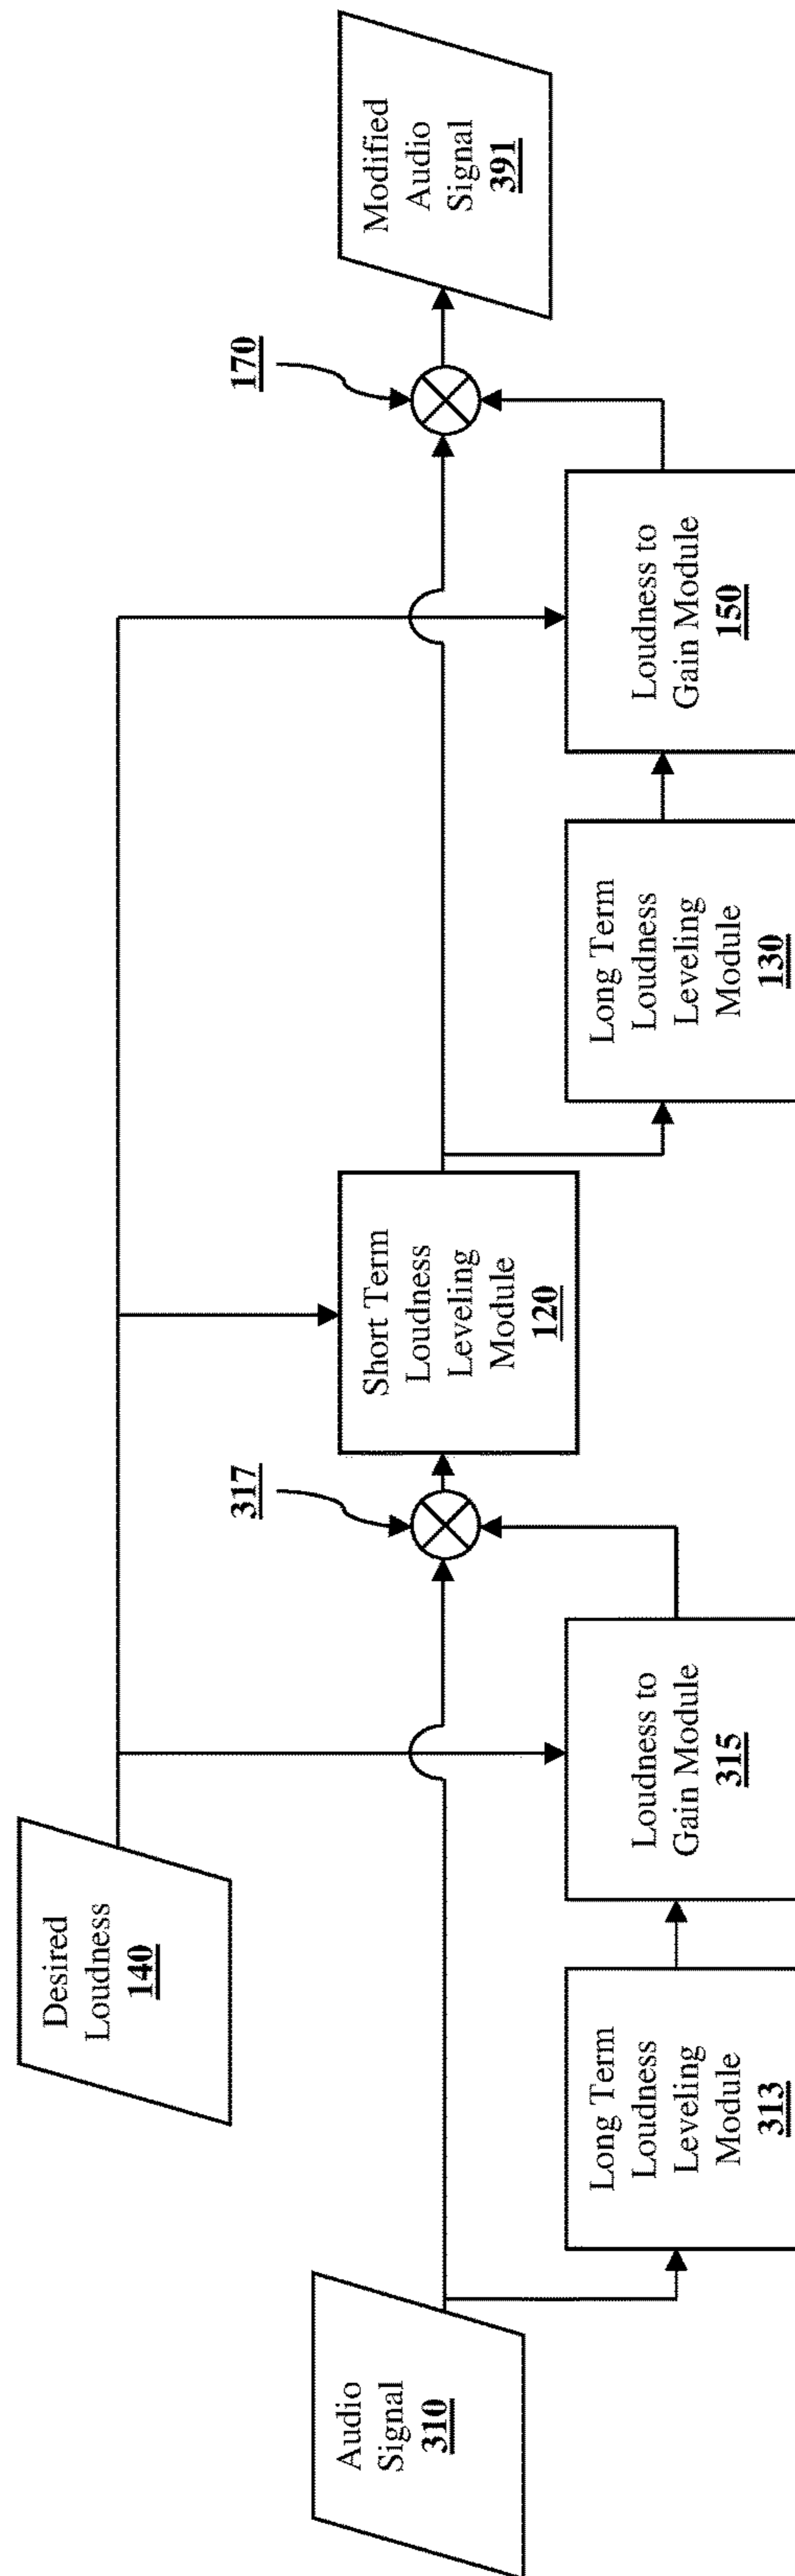 Desired
Loudness
140
Audio
Signal
310
Long Term
Loudness
Leveling
Module
313
Loudness to
Gain Module
315
317
Short Term
Loudness
Leveling
Module
120
Long Term
Loudness
Leveling
Module
130
Loudness to
Gain Module
150
170
Modified
Audio
Signal
391